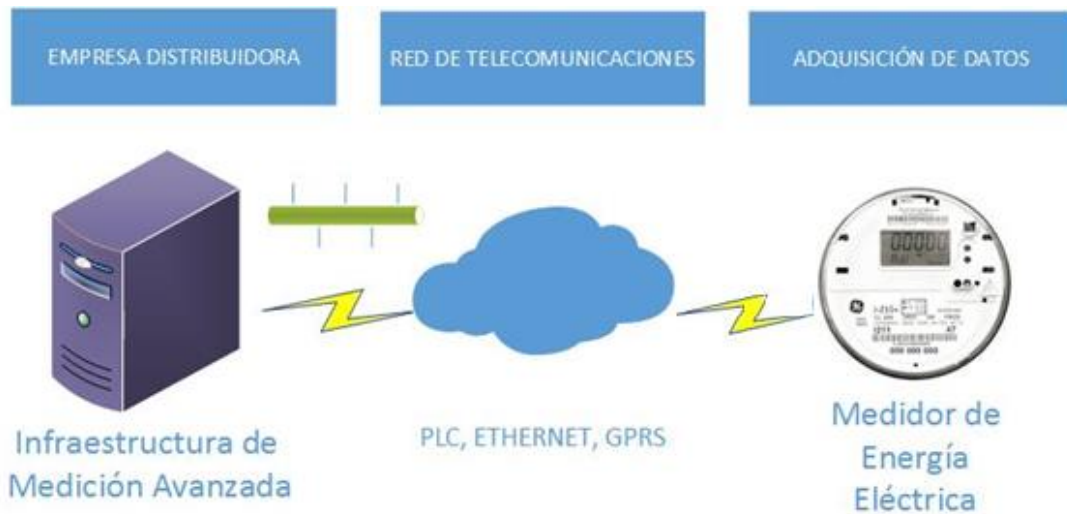 EMPRESA DISTRIBUIDORA
RED DE TELECOMUNICACIONES
ADQUISICIÓN DE DATOS
Infraestructura de
Medición Avanzada
PLC, ETHERNET, GPRS
Medidor de
Energía
Eléctrica